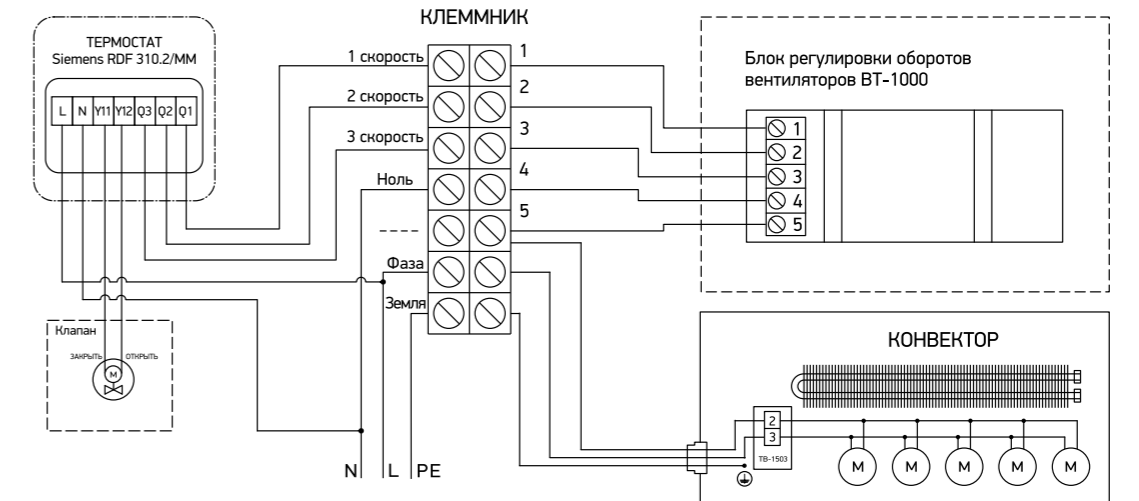 КЛЕММНИК
ТЕРМОСТАТ
Siemens RDF 310.2/MM
L N Y11 Y12 Q3 Q2 Q1
1 скорость
2 скорость
3 скорость
Ноль
----
Фаза
Земля
1
2
3
4
5
Блок регулировки оборотов
вентиляторов ВТ-1000
1
2
3
4
5
Клапан
ЗАКРЫТЬ
ОТКРЫТЬ
М
N L PE
КОНВЕКТОР
2
3
ТВ-1503
М М М М М